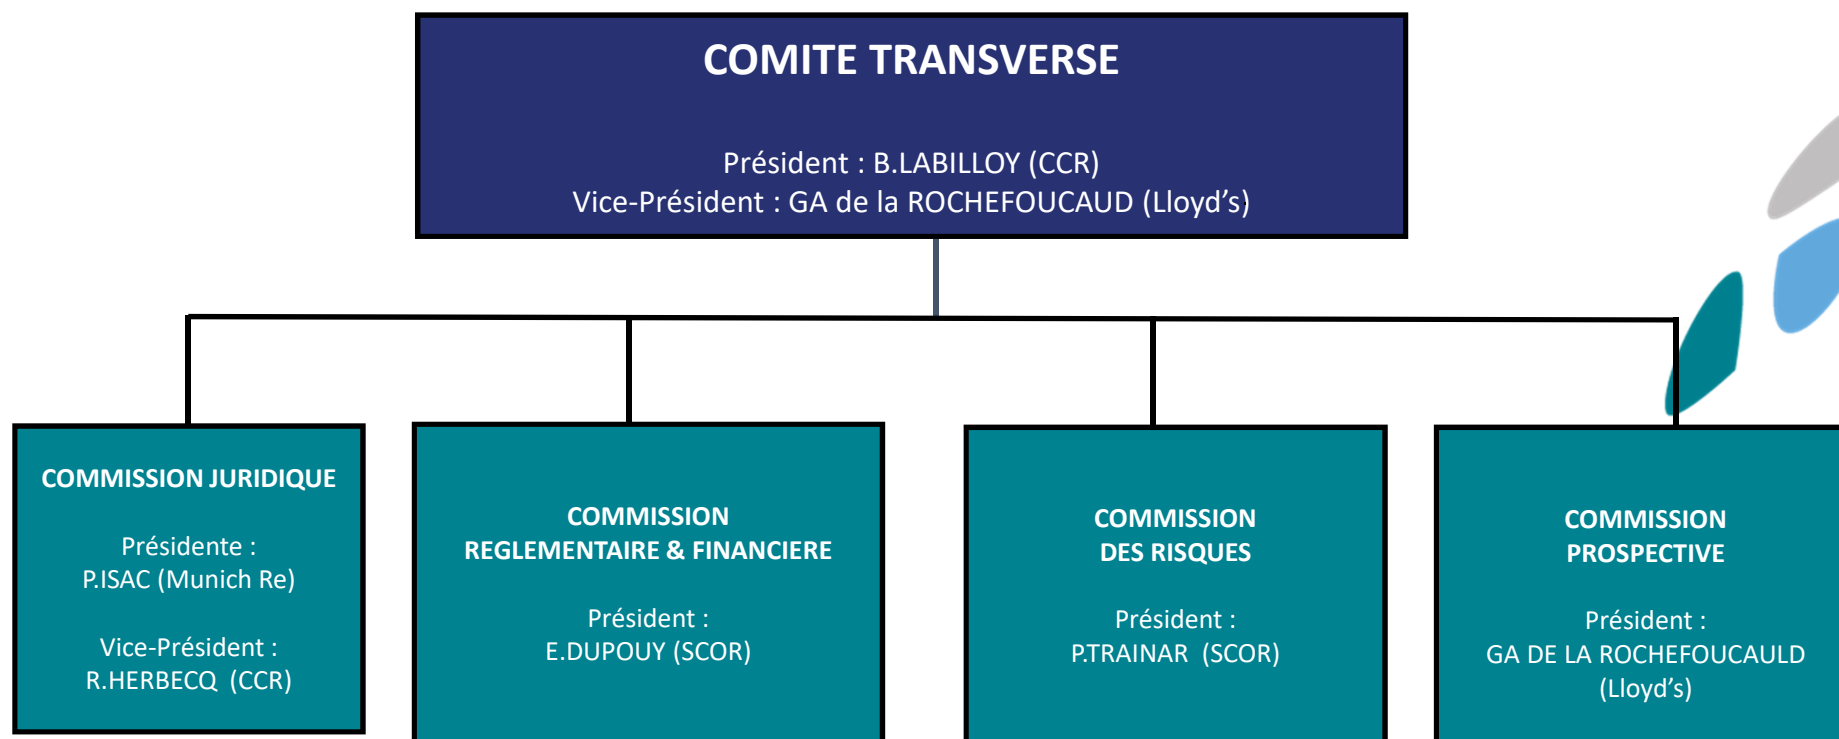 COMITE TRANSVERSE
Président : B.LABILLOY (CCR)
Vice-Président : GA de la ROCHEFOUCAUD (Lloyd’s)
COMMISSION JURIDIQUE
Présidente :
P.ISAC (Munich Re)
Vice-Président :
R.HERBECQ (CCR)
COMMISSION
REGLEMENTAIRE & FINANCIERE
Président :
E.DUPOUY (SCOR)
COMMISSION
DES RISQUES
Président :
P.TRAINAR (SCOR)
COMMISSION
PROSPECTIVE
Président :
GA DE LA ROCHEFOUCAULD
(Lloyd’s)